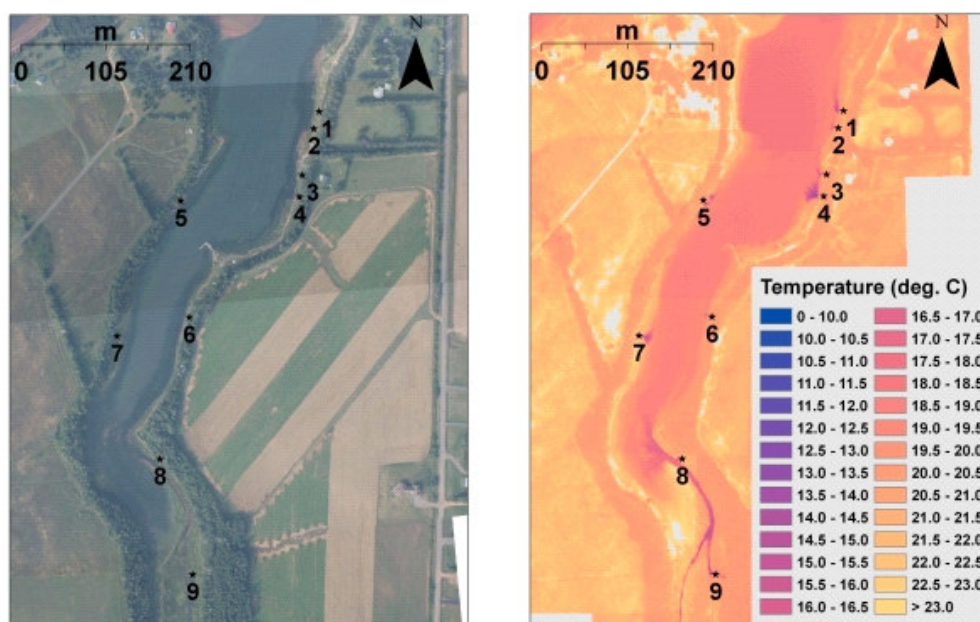 m
0 105 210
N
1
2
3
4
5
6
7
8
9
m
0 105 210
N
1
2
3
4
5
6
7
8
9
Temperature (deg. C)
0 - 10.0
10.0 - 10.5
10.5 - 11.0
11.0 - 11.5
11.5 - 12.0
12.0 - 12.5
12.5 - 13.0
13.0 - 13.5
13.5 - 14.0
14.0 - 14.5
14.5 - 15.0
15.0 - 15.5
15.5 - 16.0
16.0 - 16.5
16.5 - 17.0
17.0 - 17.5
17.5 - 18.0
18.0 - 18.5
18.5 - 19.0
19.0 - 19.5
19.5 - 20.0
20.0 - 20.5
20.5 - 21.0
21.0 - 21.5
21.5 - 22.0
22.0 - 22.5
22.5 - 23.0
> 23.0